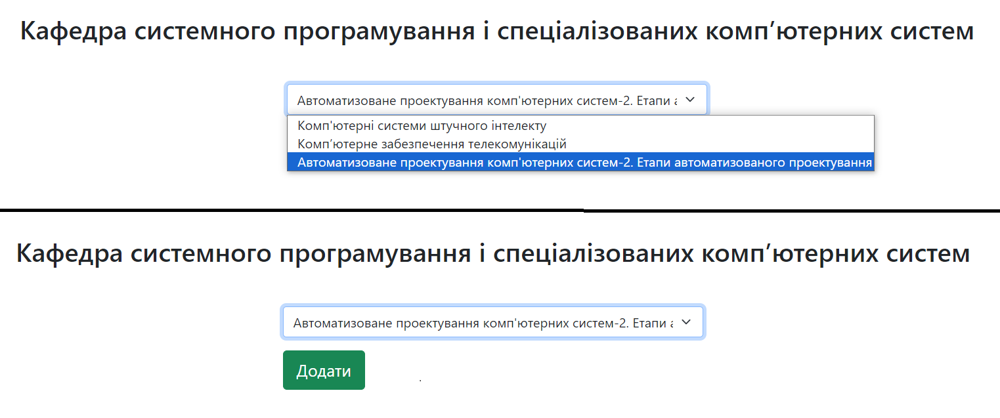 Кафедра системного програмування і спеціалізованих комп’ютерних систем
Автоматизоване проектування комп'ютерних систем-2. Етапи а
Комп'ютерні системи штучного інтелекту
Комп’ютерне забезпечення телекомунікацій
Автоматизоване проектування комп'ютерних систем-2. Етапи автоматизованого проектування
Кафедра системного програмування і спеціалізованих комп’ютерних систем
Автоматизоване проектування комп'ютерних систем-2. Етапи а
Додати